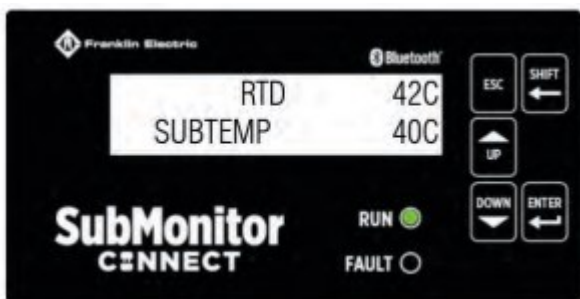 Franklin Electric
Bluetooth
RTD 42C
SUBTEMP 40C
ESC
SHIFT
UP
DOWN
ENTER
SubMonitor
CONNECT
RUN
FAULT